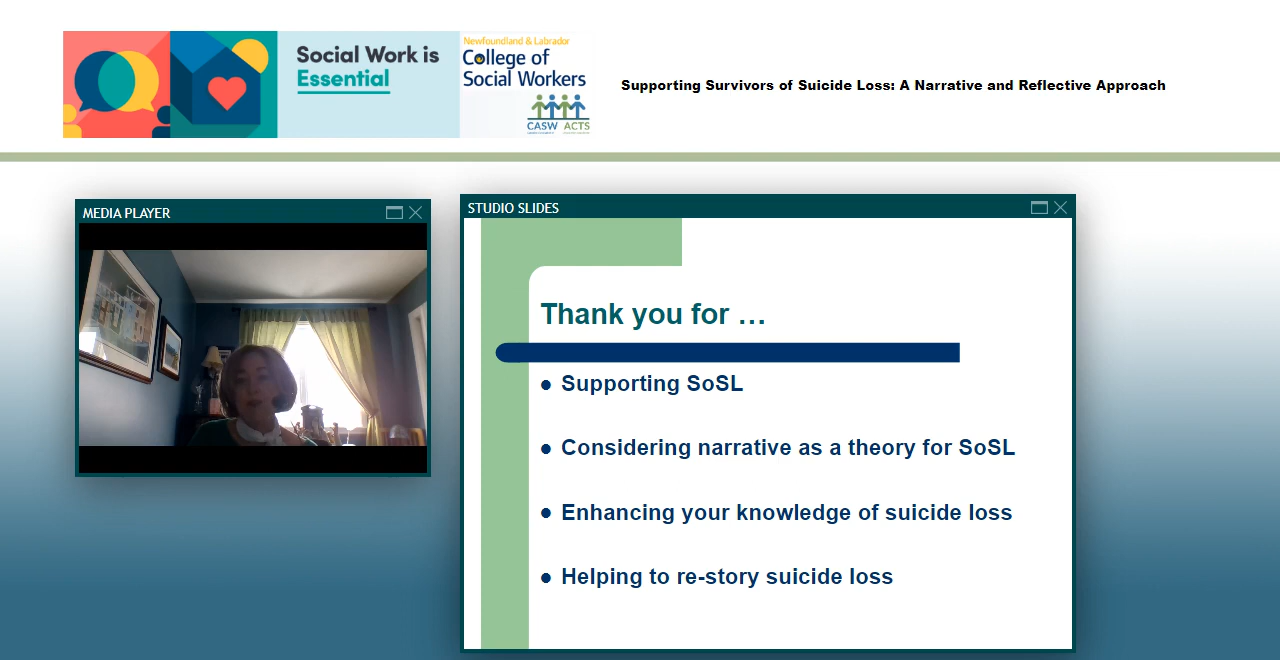 Social Work is
Essential
Newfoundland & Labrador
College of
Social Workers
CASW ACTS
Supporting Survivors of Suicide Loss: A Narrative and Reflective Approach
MEDIA PLAYER
STUDIO SLIDES
Thank you for …
● Supporting SoSL
● Considering narrative as a theory for SoSL
● Enhancing your knowledge of suicide loss
● Helping to re-story suicide loss